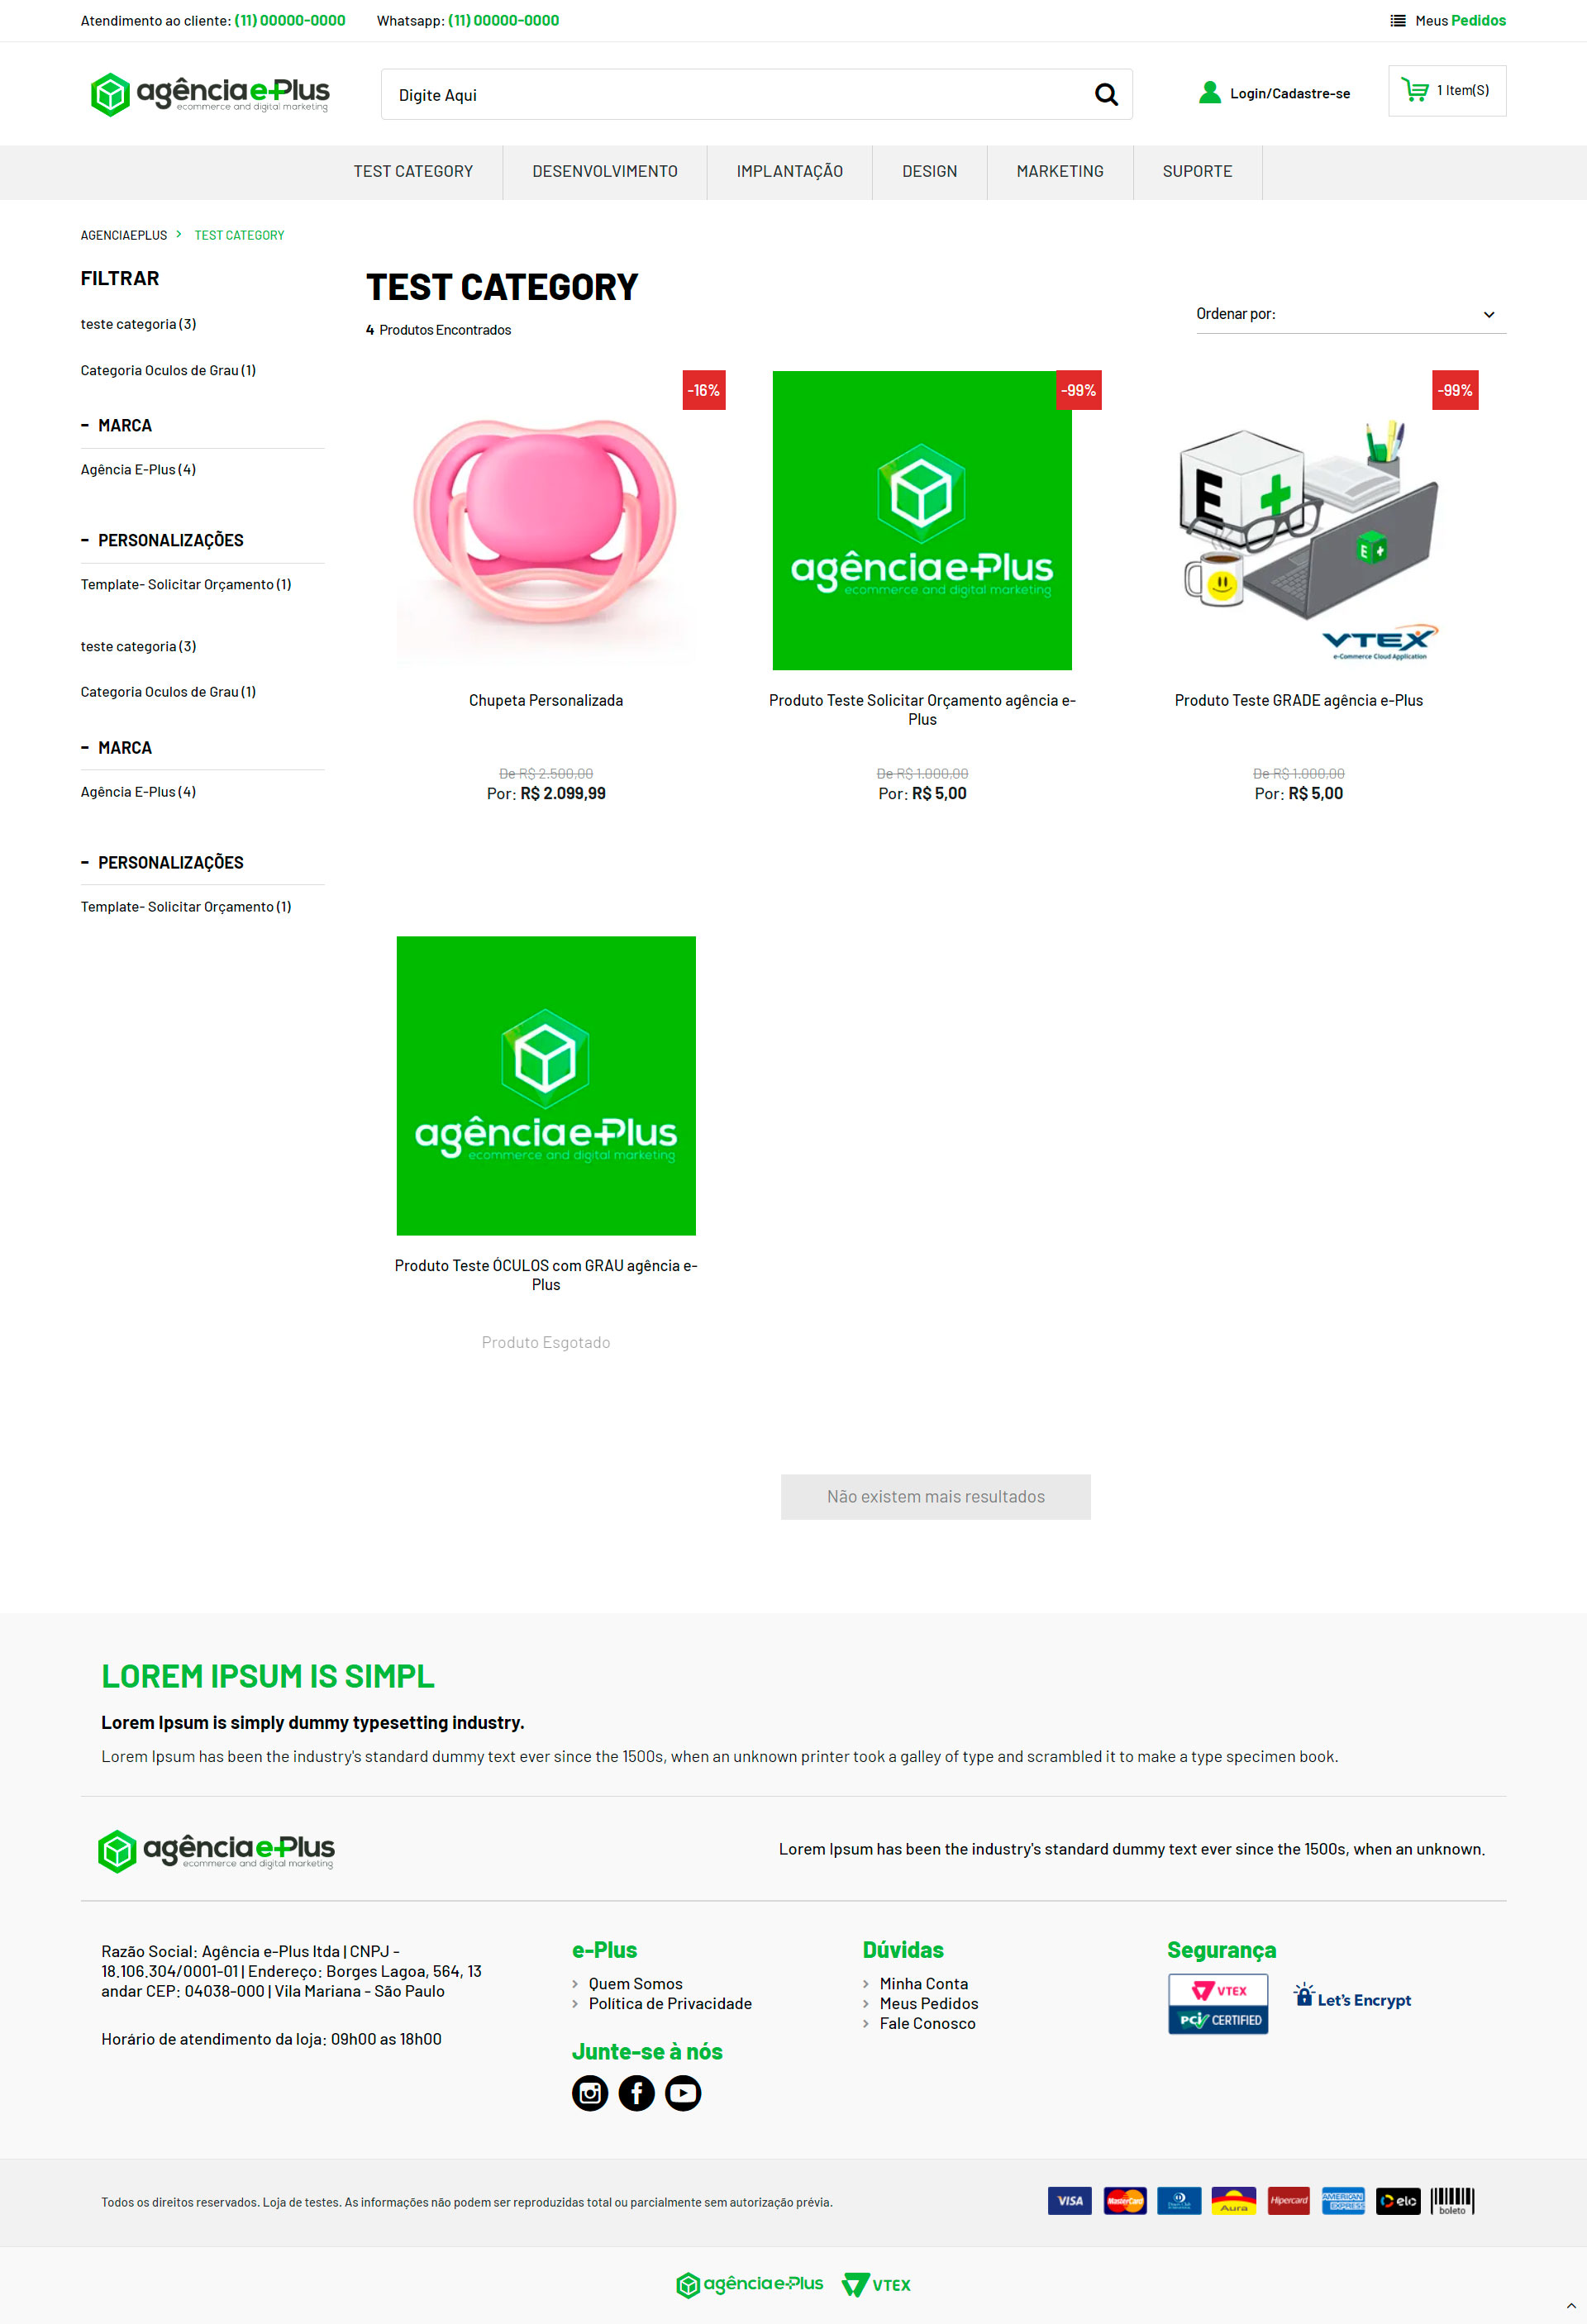 Atendimento ao cliente: (11) 00000-0000 Whatsapp: (11) 00000-0000 Meus Pedidos
agência e-Plus
ecommerce and digital marketing
Digite Aqui
Login/Cadastre-se
1 Item(S)
TEST CATEGORY DESENVOLVIMENTO IMPLANTAÇÃO DESIGN MARKETING SUPORTE
AGENCIAEPLUS > TEST CATEGORY
FILTRAR
teste categoria (3)
Categoria Oculos de Grau (1)
- MARCA
Agência E-Plus (4)
- PERSONALIZAÇÕES
Template- Solicitar Orçamento (1)
teste categoria (3)
Categoria Oculos de Grau (1)
- MARCA
Agência E-Plus (4)
- PERSONALIZAÇÕES
Template- Solicitar Orçamento (1)
TEST CATEGORY
4 Produtos Encontrados
Ordenar por:
-16%
Chupeta Personalizada
De R$ 2.500,00
Por: R$ 2.099,99
-99%
agência e-Plus
ecommerce and digital marketing
Produto Teste Solicitar Orçamento agência e-
Plus
De R$ 1.000,00
Por: R$ 5,00
-99%
E +
E +
VTEX
e-Commerce Cloud Application
Produto Teste GRADE agência e-Plus
De R$ 1.000,00
Por: R$ 5,00
agência e-Plus
ecommerce and digital marketing
Produto Teste ÓCULOS com GRAU agência e-
Plus
Produto Esgotado
Não existem mais resultados
LOREM IPSUM IS SIMPL
Lorem Ipsum is simply dummy typesetting industry.
Lorem Ipsum has been the industry's standard dummy text ever since the 1500s, when an unknown printer took a galley of type and scrambled it to make a type specimen book.
agência e-Plus
ecommerce and digital marketing
Lorem Ipsum has been the industry's standard dummy text ever since the 1500s, when an unknown.
Razão Social: Agência e-Plus ltda | CNPJ -
18.106.304/0001-01 | Endereço: Borges Lagoa, 564, 13
andar CEP: 04038-000 | Vila Mariana - São Paulo
Horário de atendimento da loja: 09h00 as 18h00
e-Plus
Quem Somos
Política de Privacidade
Junte-se à nós
Dúvidas
Minha Conta
Meus Pedidos
Fale Conosco
Segurança
VTEX
PCI CERTIFIED
Let's Encrypt
Todos os direitos reservados. Loja de testes. As informações não podem ser reproduzidas total ou parcialmente sem autorização prévia.
VISA MasterCard Aura Hipercard AMERICAN EXPRESS elo boleto
agência e-Plus VTEX